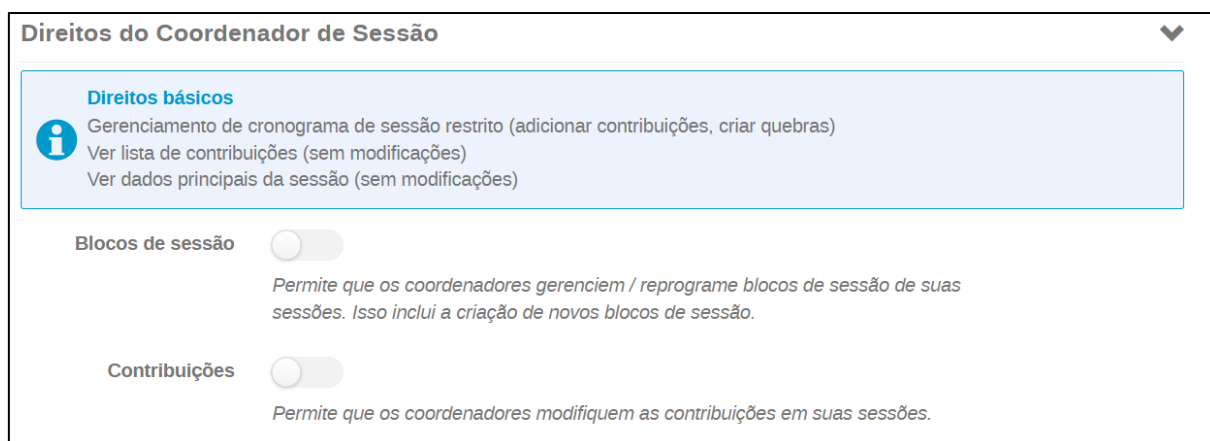 Direitos do Coordenador de Sessão
Direitos básicos
Gerenciamento de cronograma de sessão restrito (adicionar contribuições, criar quebras)
Ver lista de contribuições (sem modificações)
Ver dados principais da sessão (sem modificações)
Blocos de sessão
Permite que os coordenadores gerenciem / reprograme blocos de sessão de suas
sessões. Isso inclui a criação de novos blocos de sessão.
Contribuições
Permite que os coordenadores modifiquem as contribuições em suas sessões.